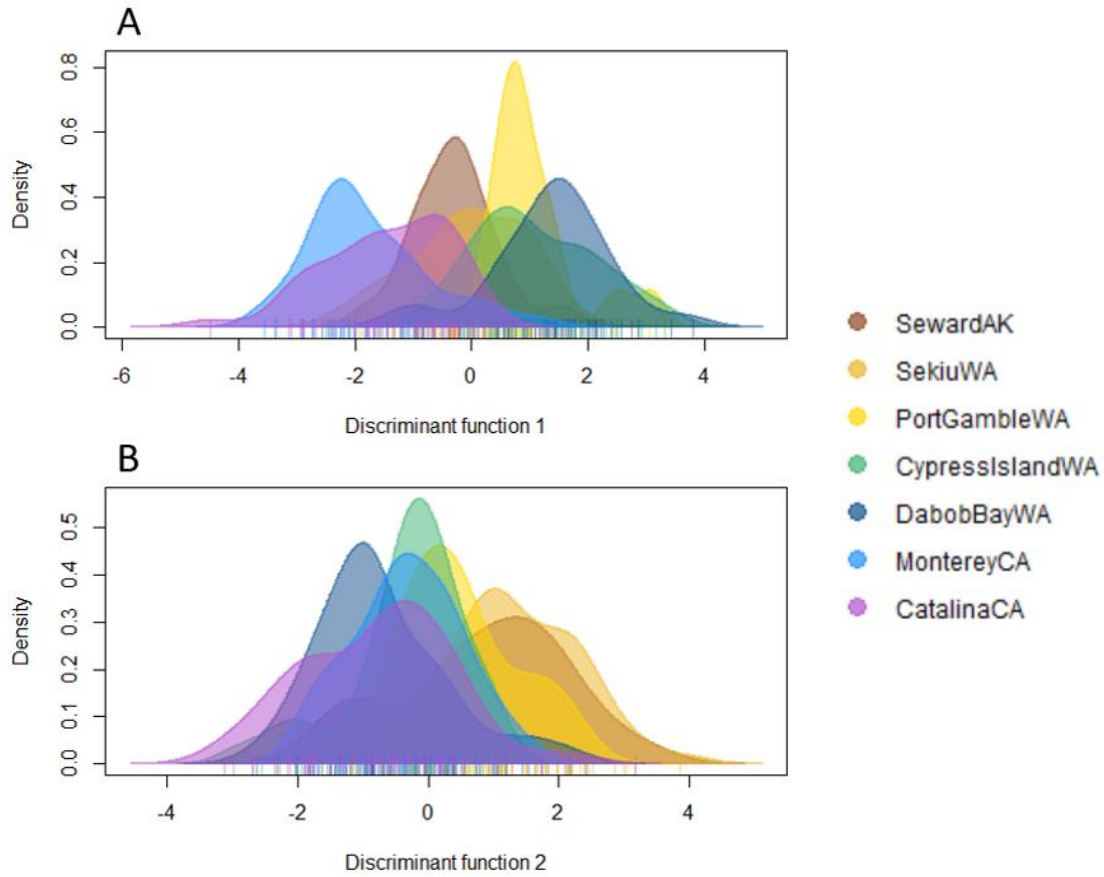 A
Density
0.0
0.2
0.4
0.6
0.8
-6 -4 -2 0 2 4
Discriminant function 1
B
Density
0.0
0.1
0.2
0.3
0.4
0.5
-4 -2 0 2 4
Discriminant function 2
SewardAK
SekiuWA
PortGambleWA
CypressIslandWA
DabobBayWA
MontereyCA
CatalinaCA